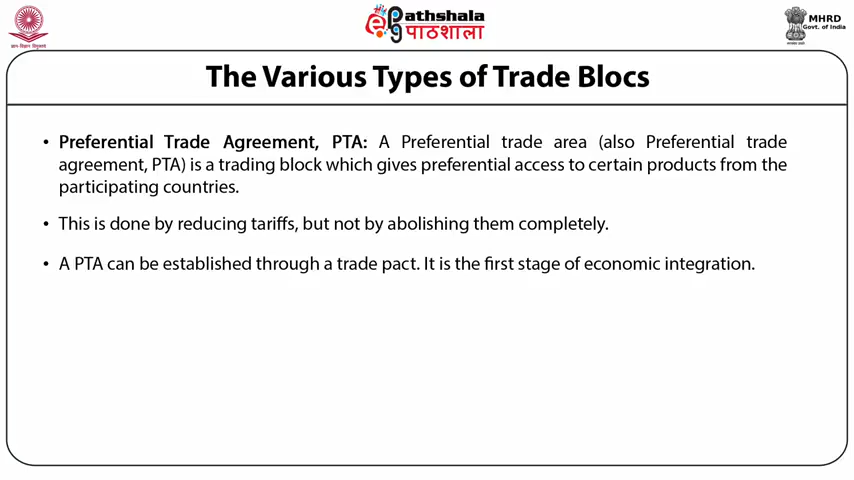 ज्ञान-विज्ञान विमुक्तये
ePathshala
पाठशाला
MHRD
Govt. of India
The Various Types of Trade Blocs
• Preferential Trade Agreement, PTA: A Preferential trade area (also Preferential trade
agreement, PTA) is a trading block which gives preferential access to certain products from the
participating countries.
• This is done by reducing tariffs, but not by abolishing them completely.
• A PTA can be established through a trade pact. It is the first stage of economic integration.